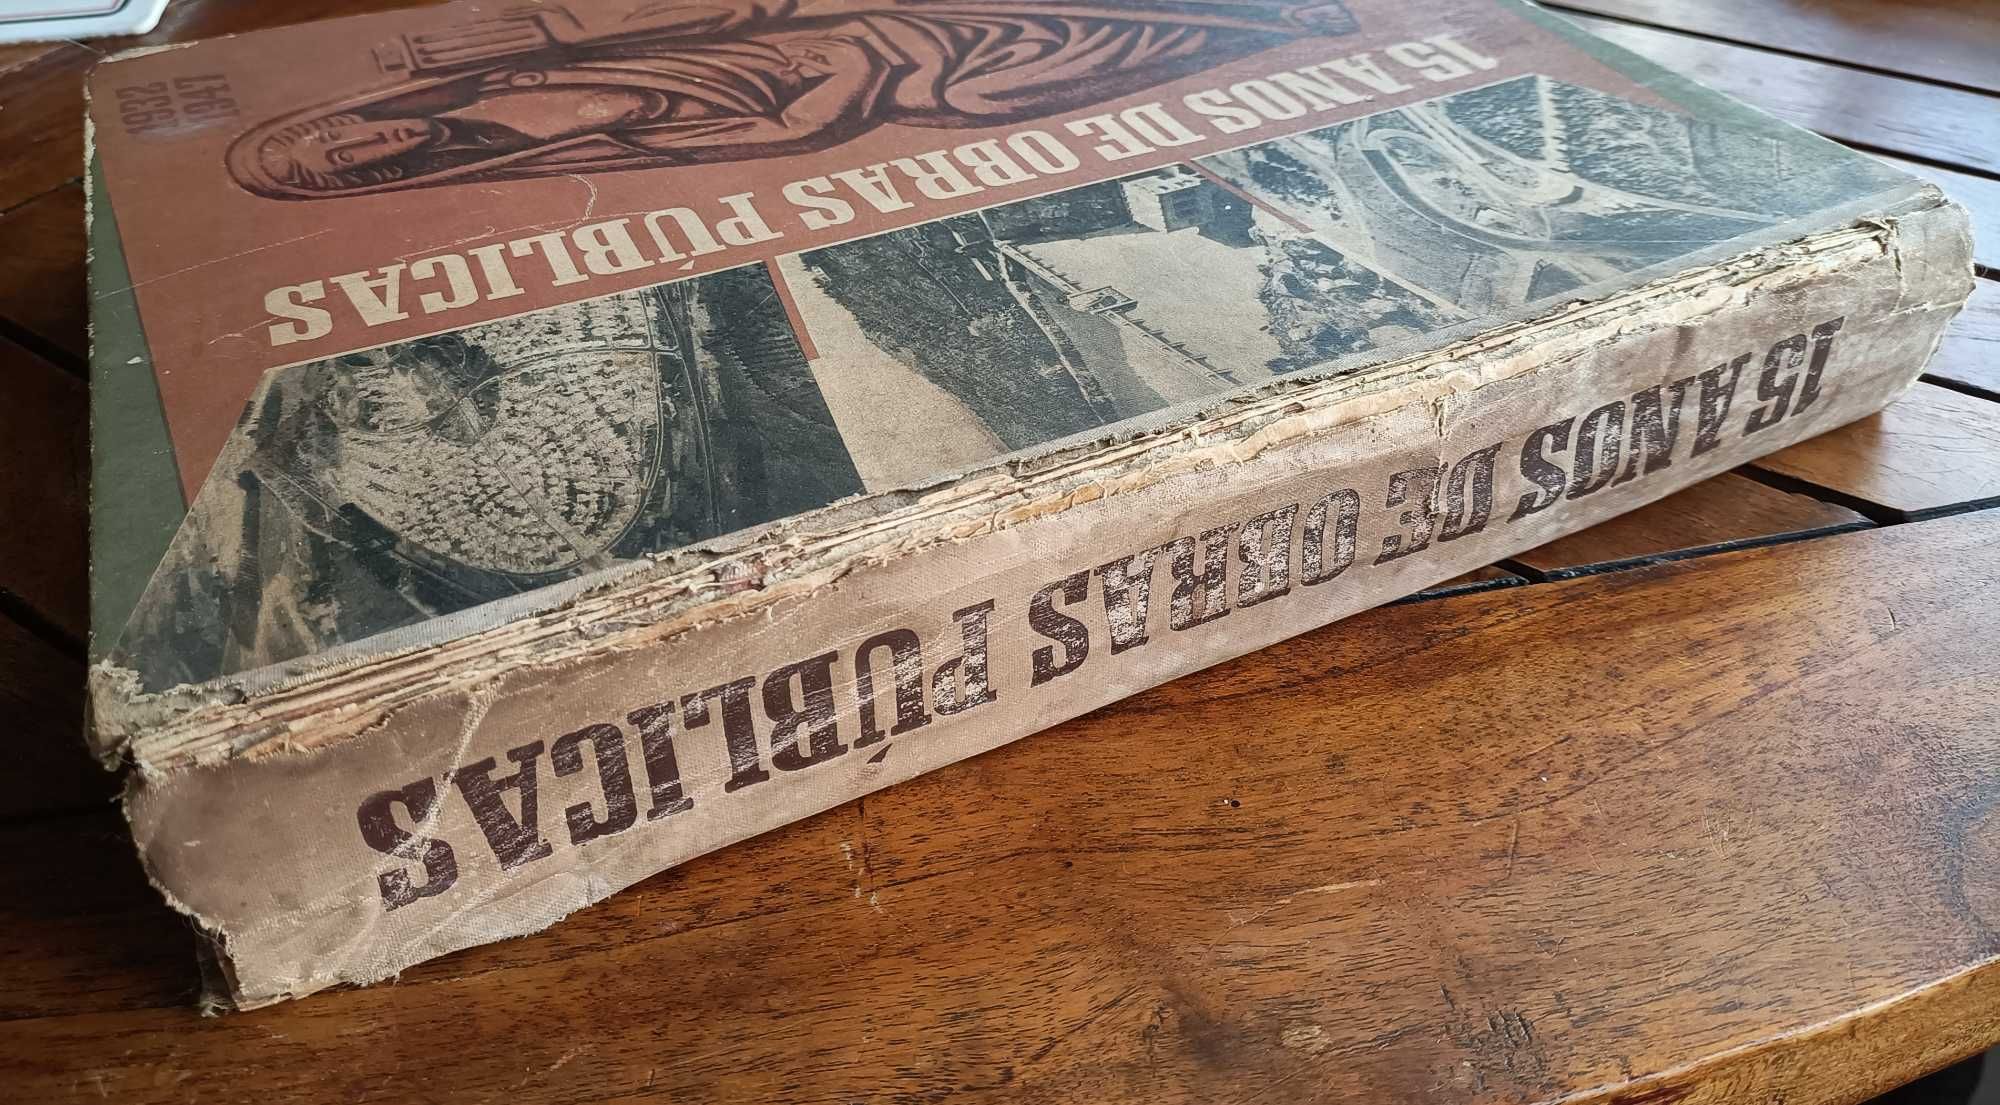 1932
1947
15 ANOS DE OBRAS PÚBLICAS
15 ANOS DE OBRAS PÚBLICAS